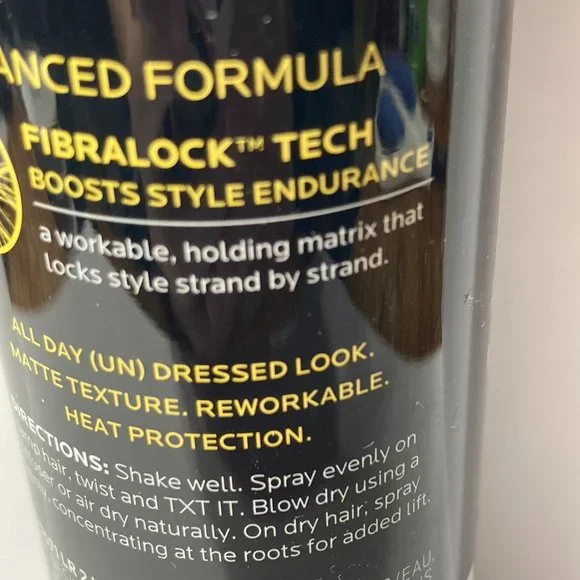 ANCED FORMULA
FIBRALOCK™ TECH
BOOSTS STYLE ENDURANCE
a workable, holding matrix that
locks style strand by strand.
ALL DAY (UN) DRESSED LOOK.
MATTE TEXTURE. REWORKABLE.
HEAT PROTECTION.
DIRECTIONS: Shake well. Spray evenly on
hair, twist and TXT IT. Blow dry using a
or air dry naturally. On dry hair, spray
concentrating at the roots for added lift.
/EAU,